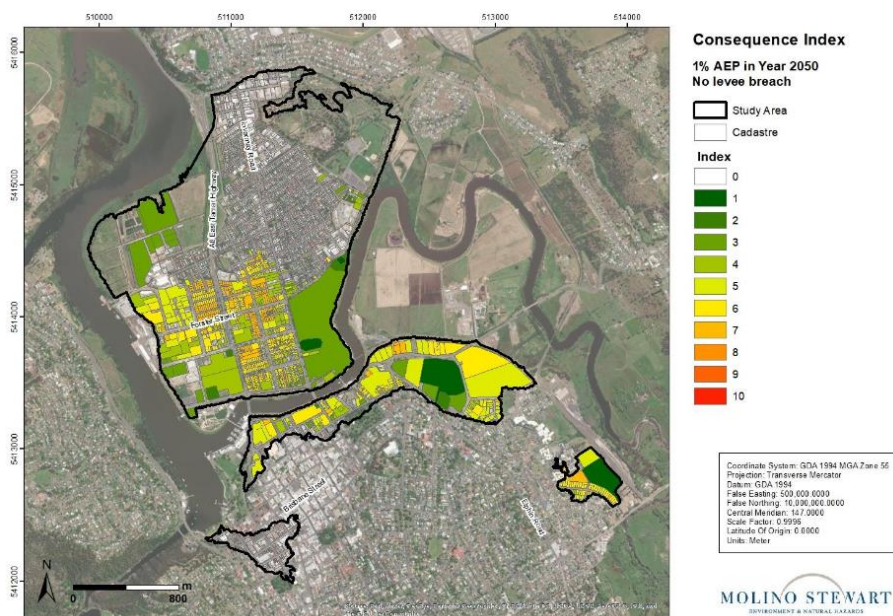 510000 511000 512000 513000 514000
Consequence Index
1% AEP in Year 2050
No levee breach
Study Area
Cadastre
Index
0
1
2
3
4
5
6
7
8
9
10
5416000
5415000
5414000
5413000
5412000
A8 East Tamar Highway
Forster Street
Brisbane Street
Elphin Road
N
0 800 m
Coordinate System: GDA 1994 MGA Zone 55
Projection: Transverse Mercator
Datum: GDA 1994
False Easting: 500,000.0000
False Northing: 10,000,000.0000
Central Meridian: 147.0000
Scale Factor: 0.9996
Latitude Of Origin: 0.0000
Units: Meter
MOLINO STEWART
ENVIRONMENT & NATURAL HAZARDS